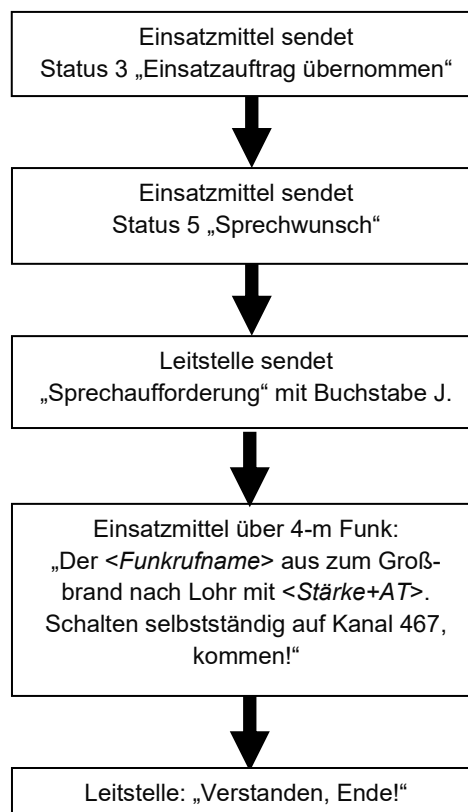 Einsatzmittel sendet
Status 3 „Einsatzauftrag übernommen“
Einsatzmittel sendet
Status 5 „Sprechwunsch“
Leitstelle sendet
„Sprechaufforderung“ mit Buchstabe J.
Einsatzmittel über 4-m Funk:
„Der <Funkrufname> aus zum Groß-
brand nach Lohr mit <Stärke+AT>.
Schalten selbstständig auf Kanal 467,
kommen!“
Leitstelle: „Verstanden, Ende!“